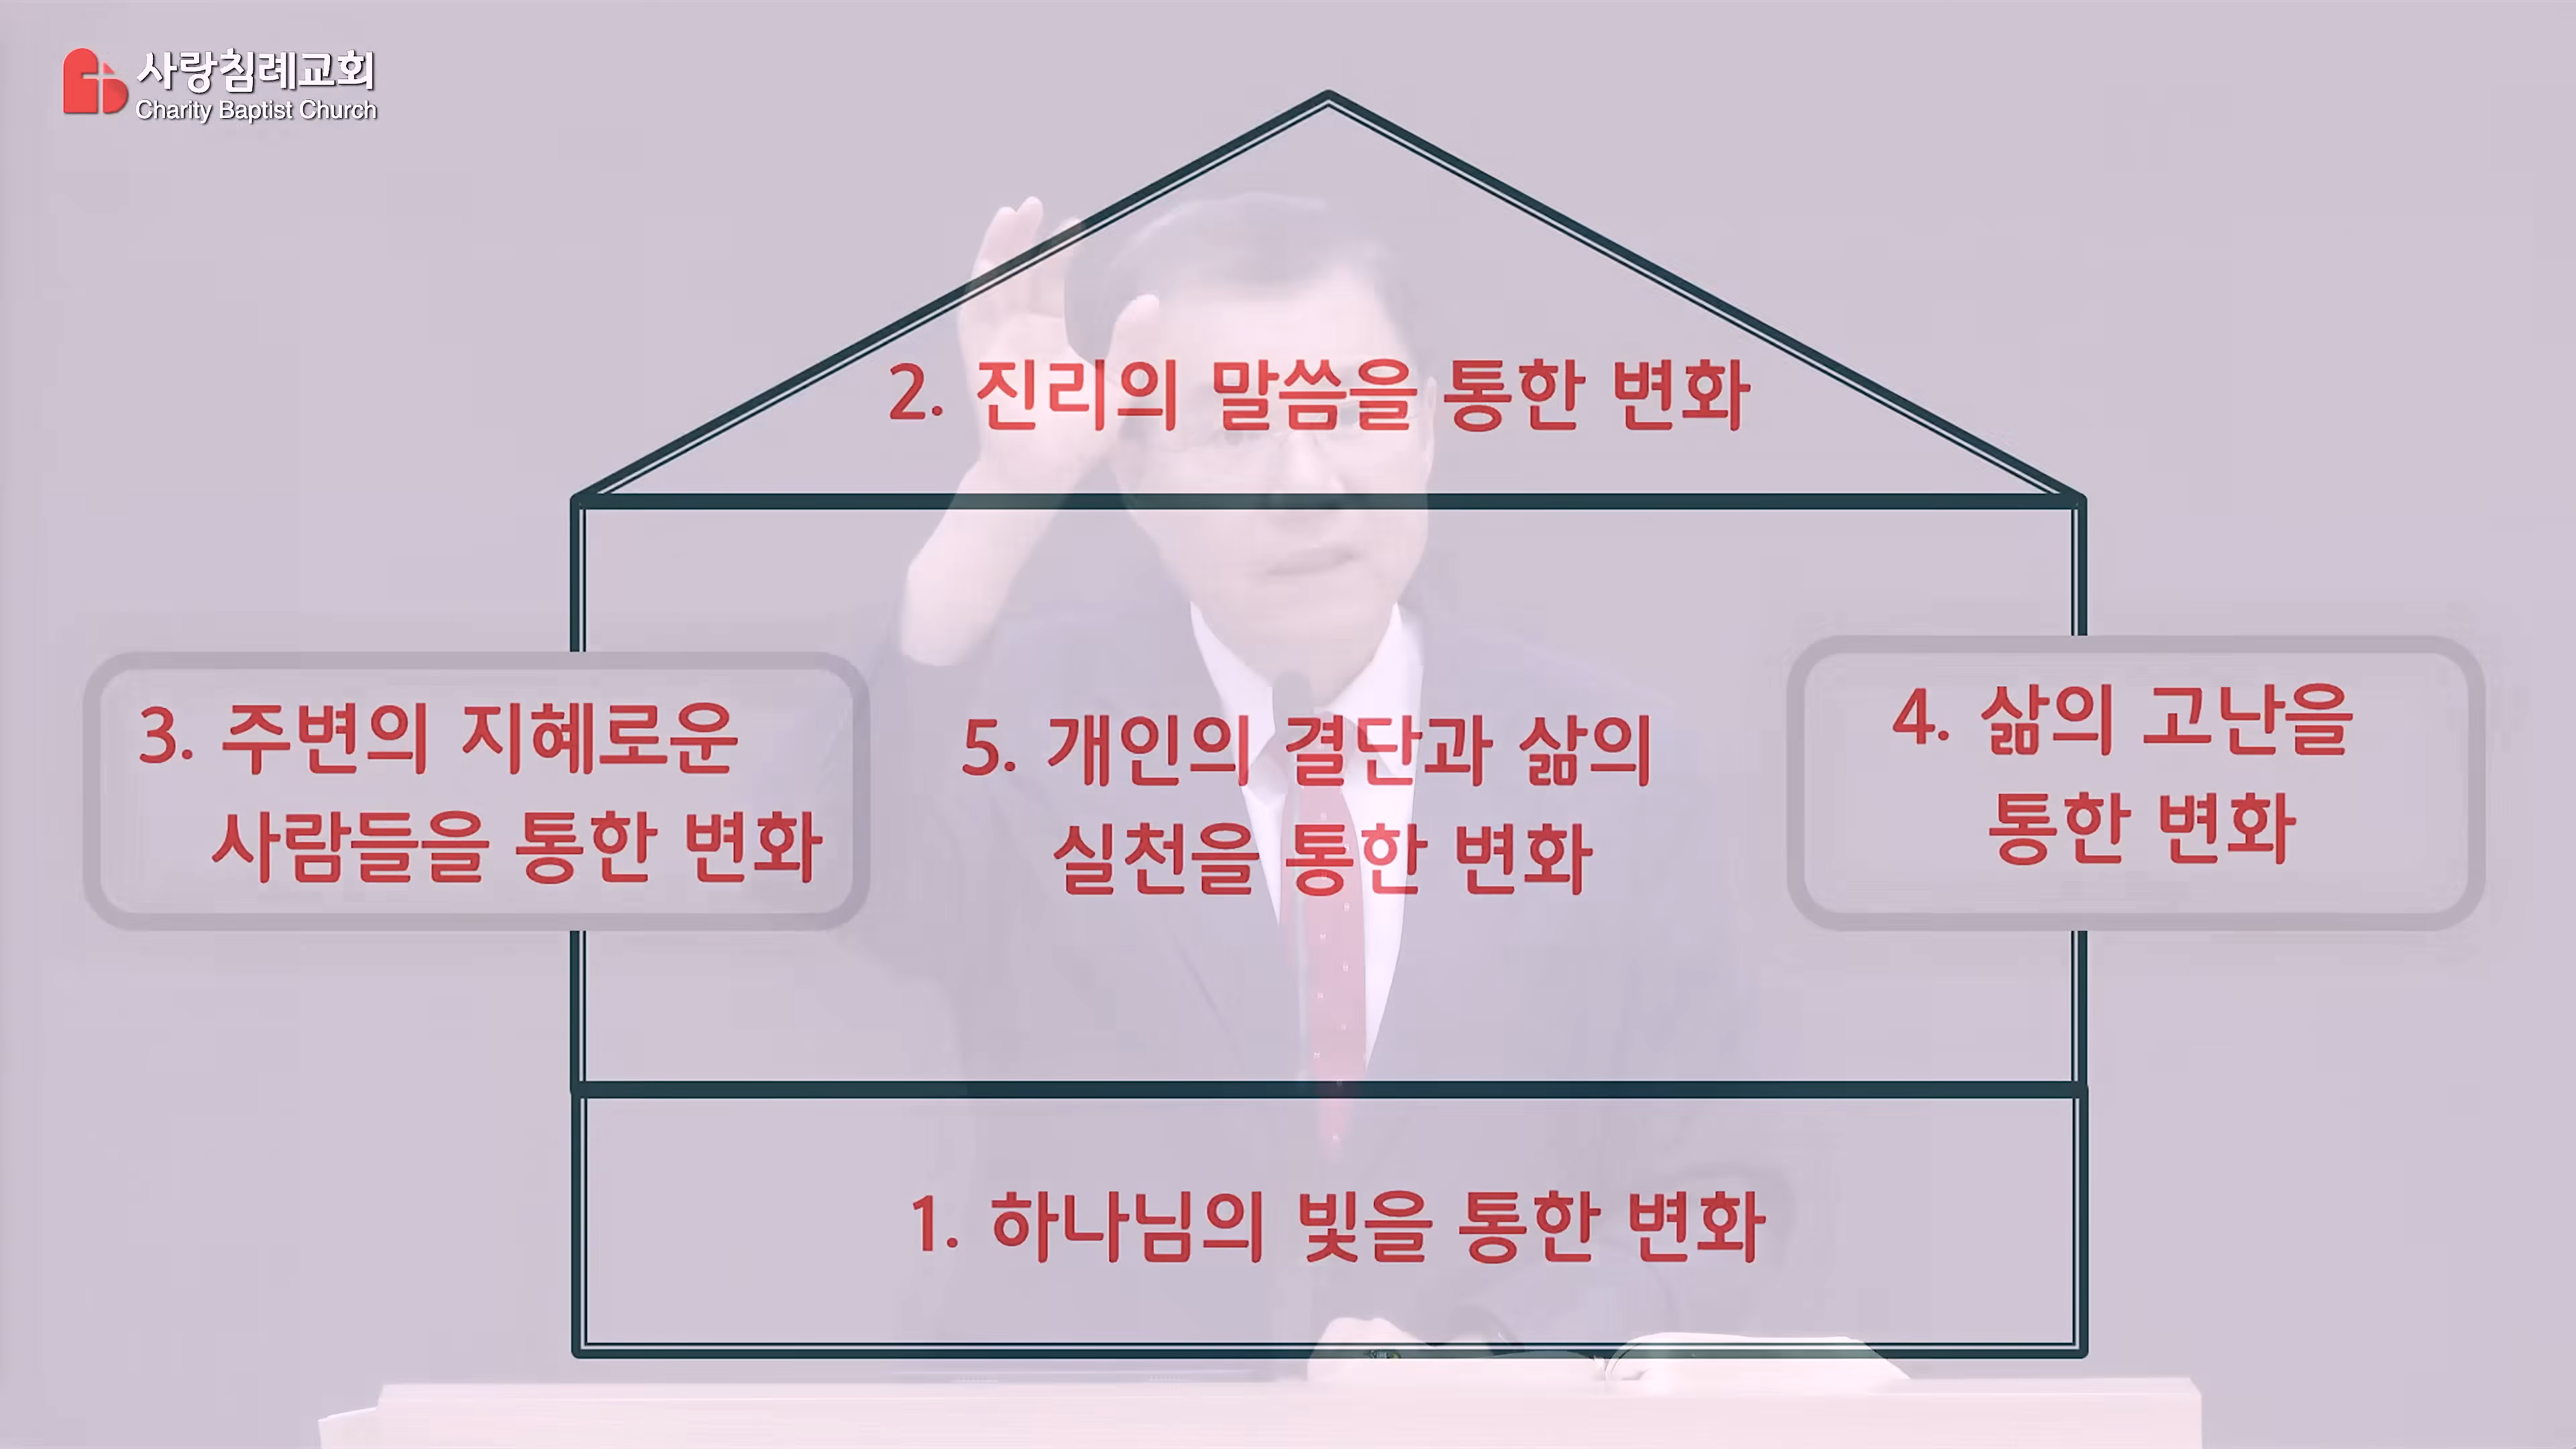 사랑침례교회
Charity Baptist Church
2. 진리의 말씀을 통한 변화
3. 주변의 지혜로운
사람들을 통한 변화
5. 개인의 결단과 삶의
실천을 통한 변화
4. 삶의 고난을
통한 변화
1. 하나님의 빛을 통한 변화